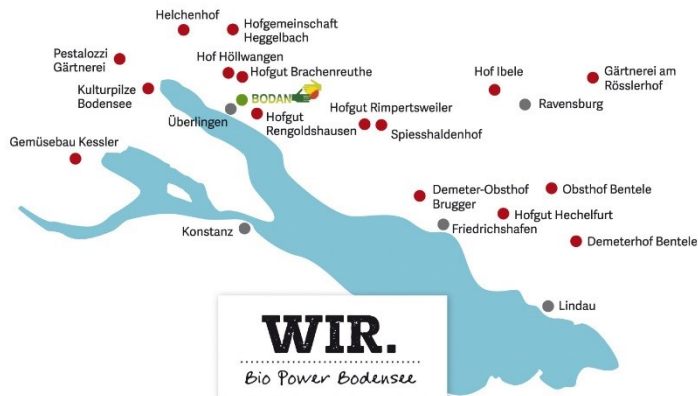 Helchenhof
Hofgemeinschaft
Heggelbach
Pestalozzi
Gärtnerei
Hof Höllwangen
Hofgut Brachenreuthe
Kulturpilze
Bodensee
BODAN
Überlingen
Hofgut
Rengoldshausen
Hofgut Rimpertsweiler
Spiesshaldenhof
Hof Ibele
Gärtnerei am
Rösslerhof
Ravensburg
Gemüsebau Kessler
Konstanz
Demeter-Obsthof
Brugger
Friedrichshafen
Obsthof Bentele
Hofgut Hechelfurt
Demeterhof Bentele
Lindau
WIR.
Bio Power Bodensee